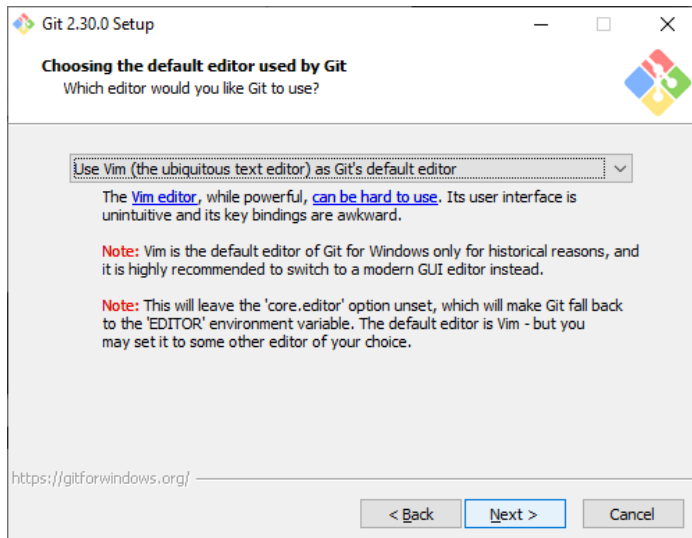 Git 2.30.0 Setup
Choosing the default editor used by Git
Which editor would you like Git to use?
Use Vim (the ubiquitous text editor) as Git's default editor
The Vim editor, while powerful, can be hard to use. Its user interface is
unintuitive and its key bindings are awkward.
Note: Vim is the default editor of Git for Windows only for historical reasons, and
it is highly recommended to switch to a modern GUI editor instead.
Note: This will leave the 'core.editor' option unset, which will make Git fall back
to the 'EDITOR' environment variable. The default editor is Vim - but you
may set it to some other editor of your choice.
https://gitforwindows.org/
< Back
Next >
Cancel